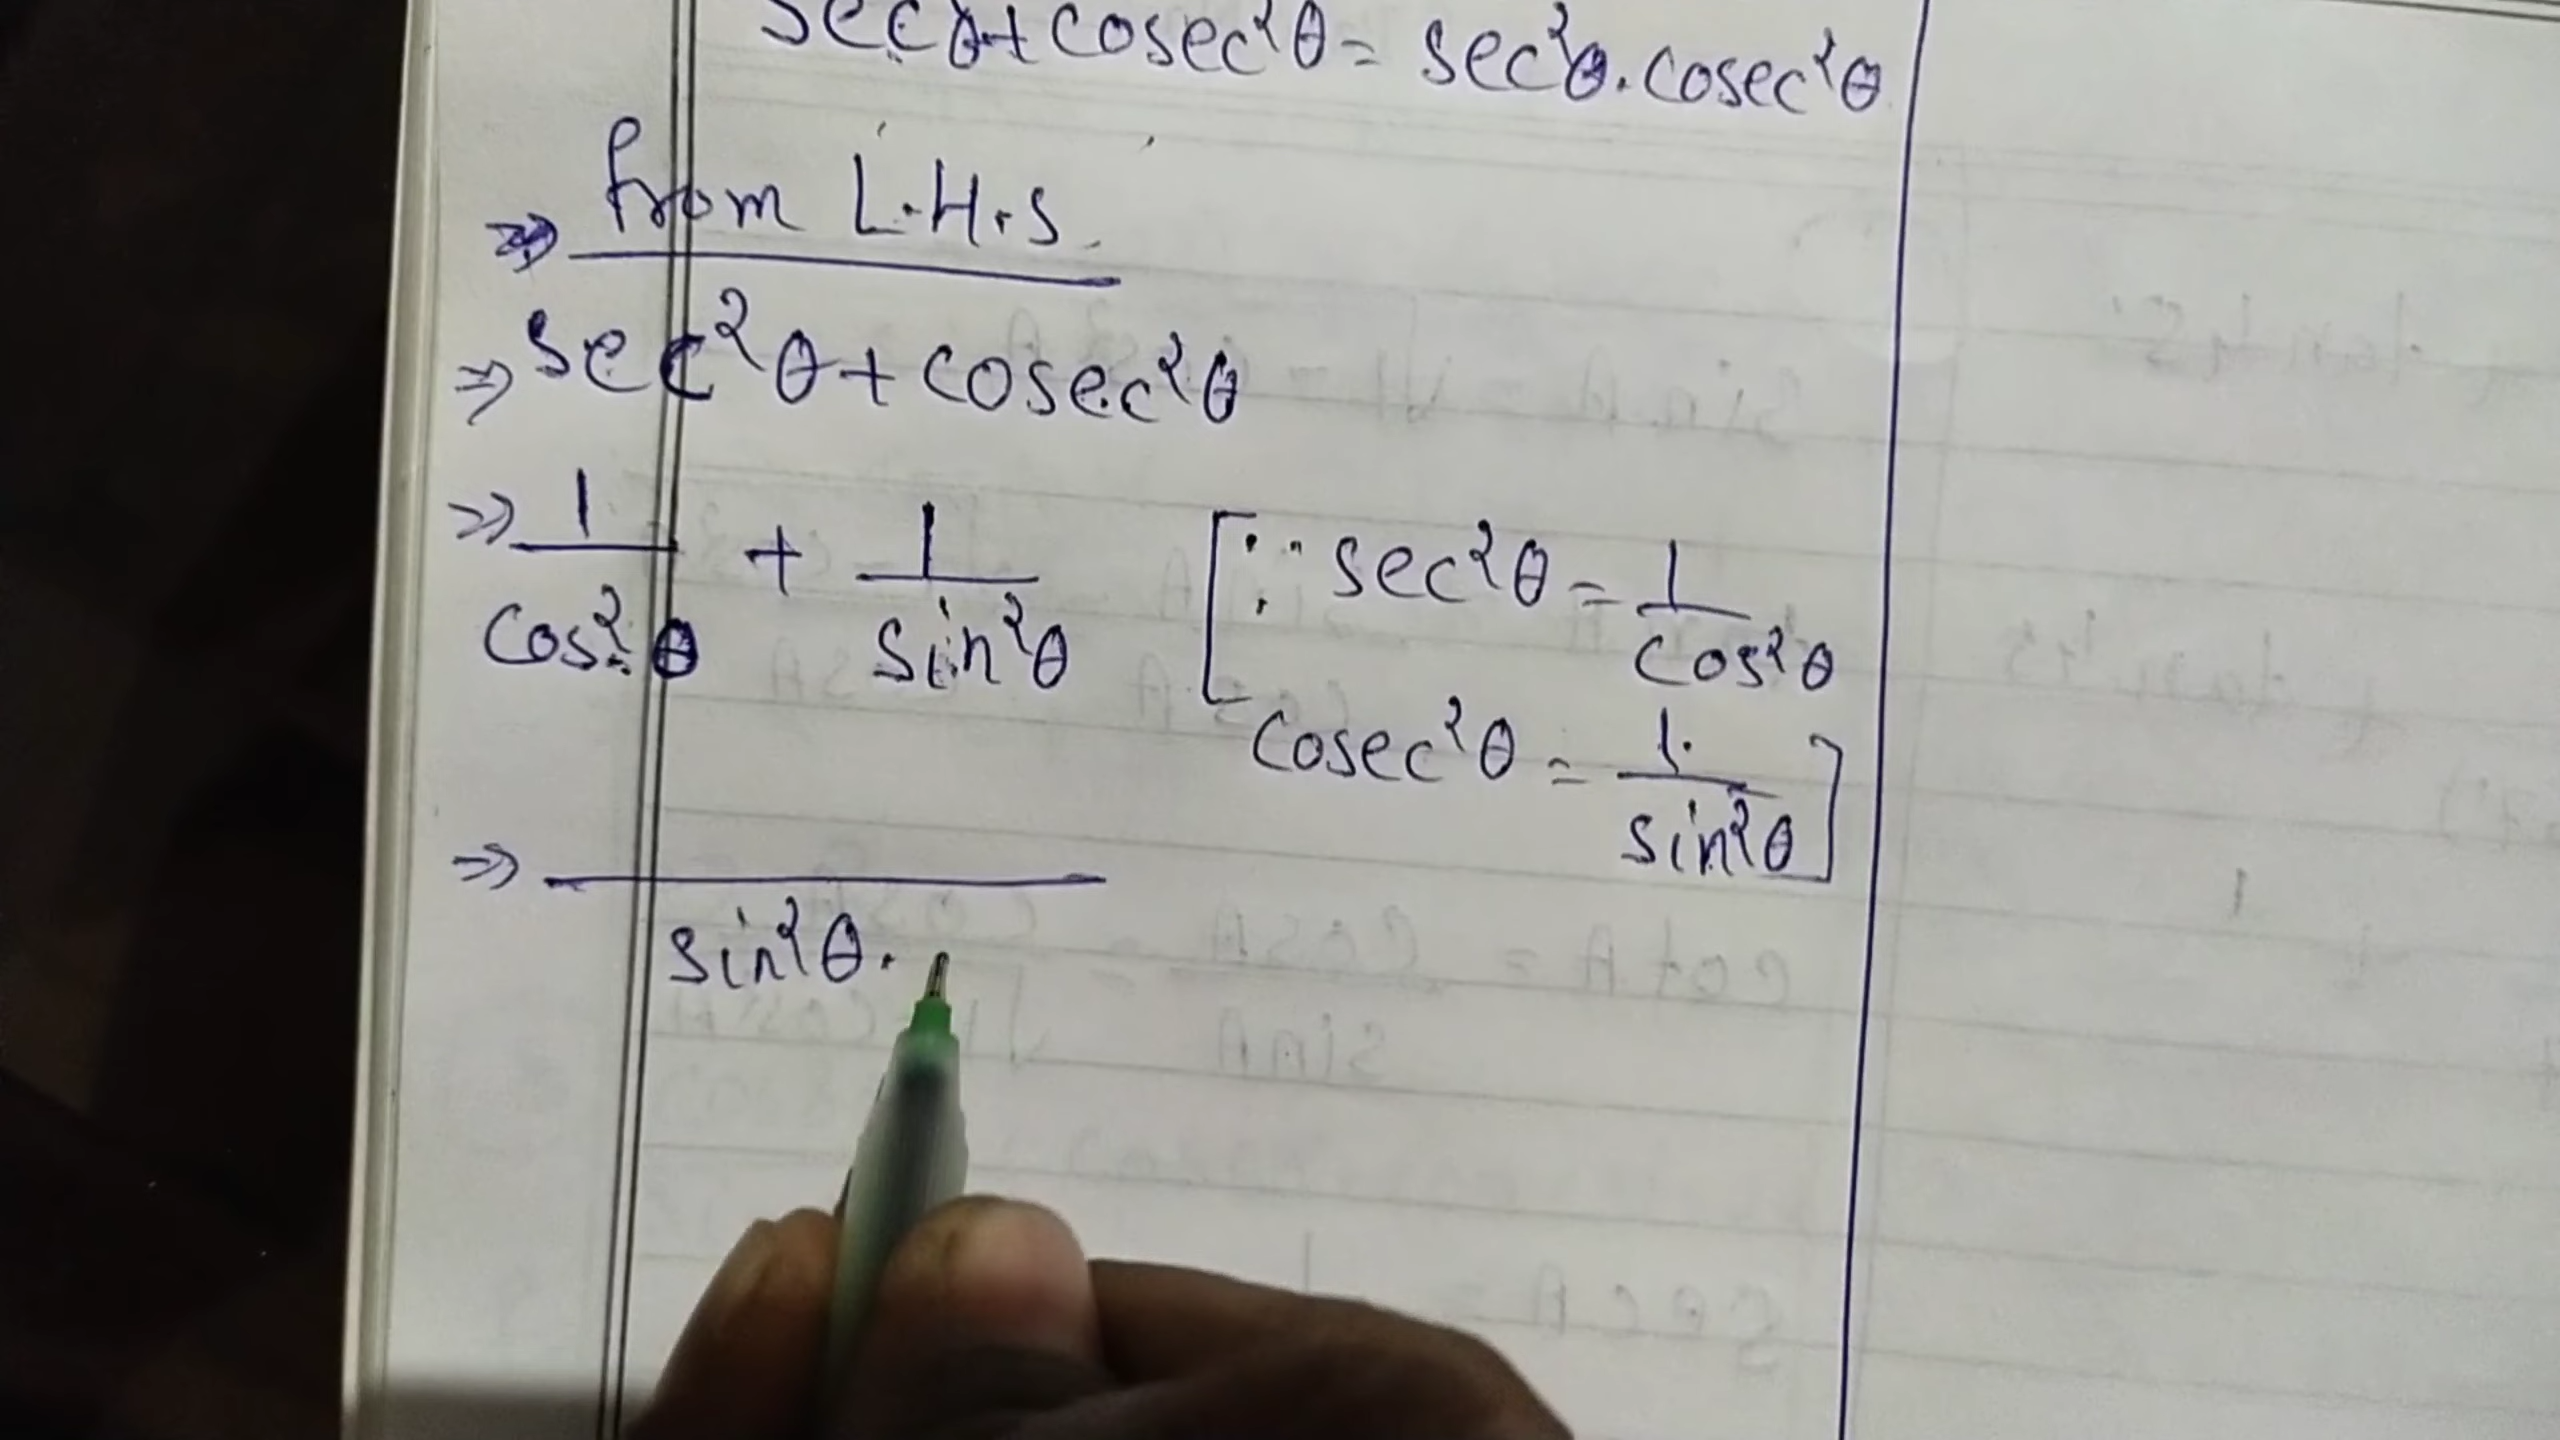 sec²θ+cosec²θ= sec²θ.cosec²θ
⇒ from L.H.S.
⇒ sec²θ+cosec²θ
⇒ 1/cos²θ + 1/sin²θ [∵ sec²θ = 1/cos²θ
cosec²θ = 1/sin²θ]
⇒ ―――
sin²θ.